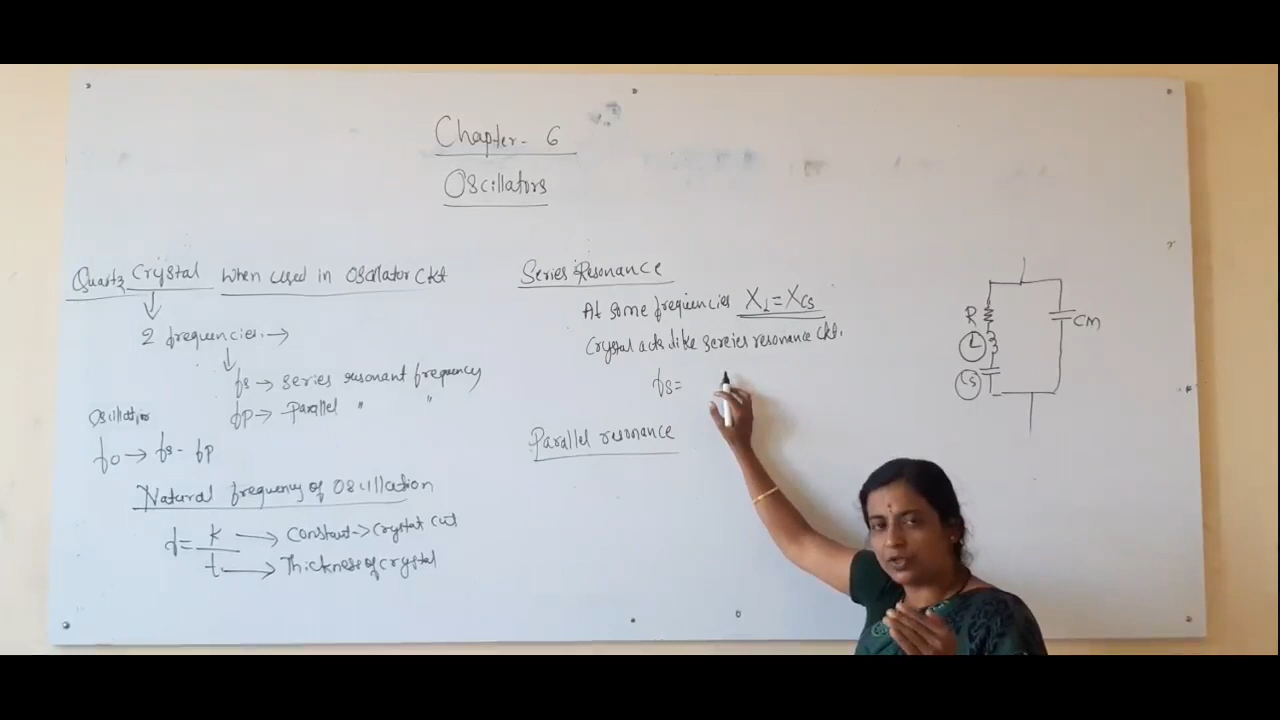 Chapter - 6
Oscillators
Quartz Crystal when used in oscillator Ckt
2 frequencies →
fs → series resonant frequency
fp → parallel " "
Oscillation
fo → fs - fp
Natural frequency of oscillation
f = K / t
K → Constant → Crystal cut
t → Thickness of crystal
Series Resonance
At some frequencies XL = XCS
Crystal acts like sereies resonance Ckt.
fs =
Parallel resonance
R
L
Cs
CM